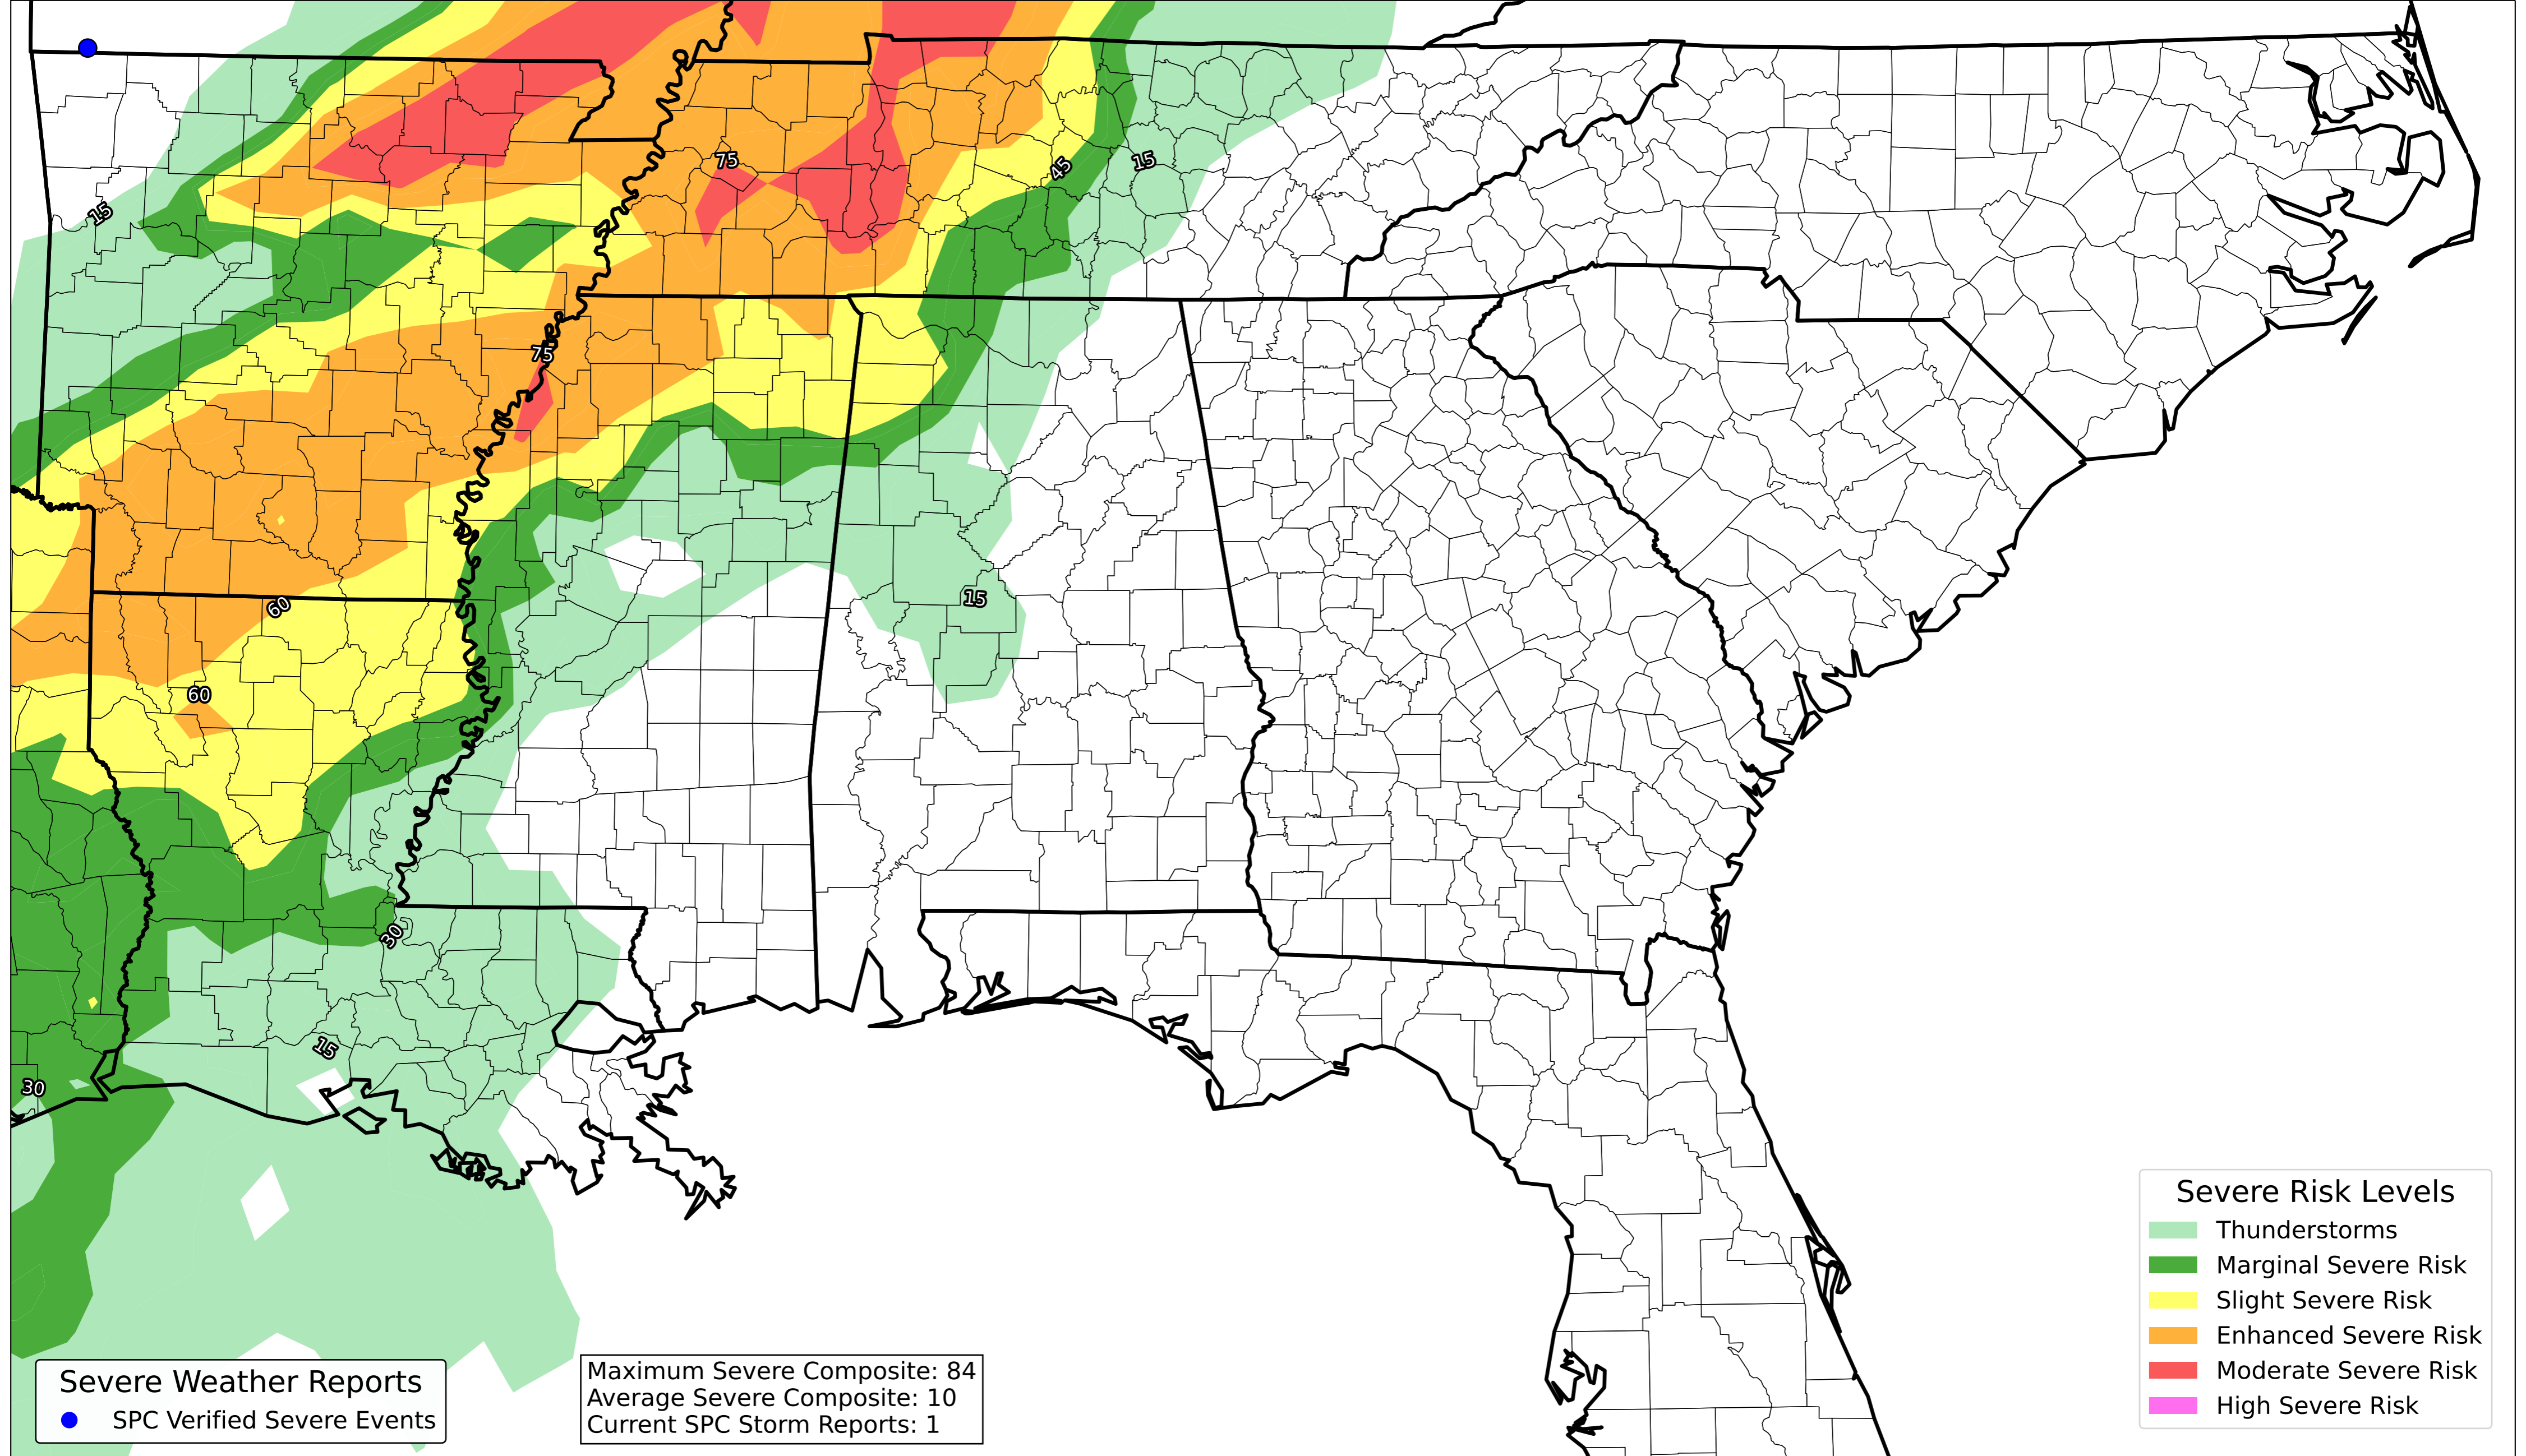 75
45
15
15
75
60
15
60
30
15
30
Severe Weather Reports
SPC Verified Severe Events
Maximum Severe Composite: 84
Average Severe Composite: 10
Current SPC Storm Reports: 1
Severe Risk Levels
Thunderstorms
Marginal Severe Risk
Slight Severe Risk
Enhanced Severe Risk
Moderate Severe Risk
High Severe Risk